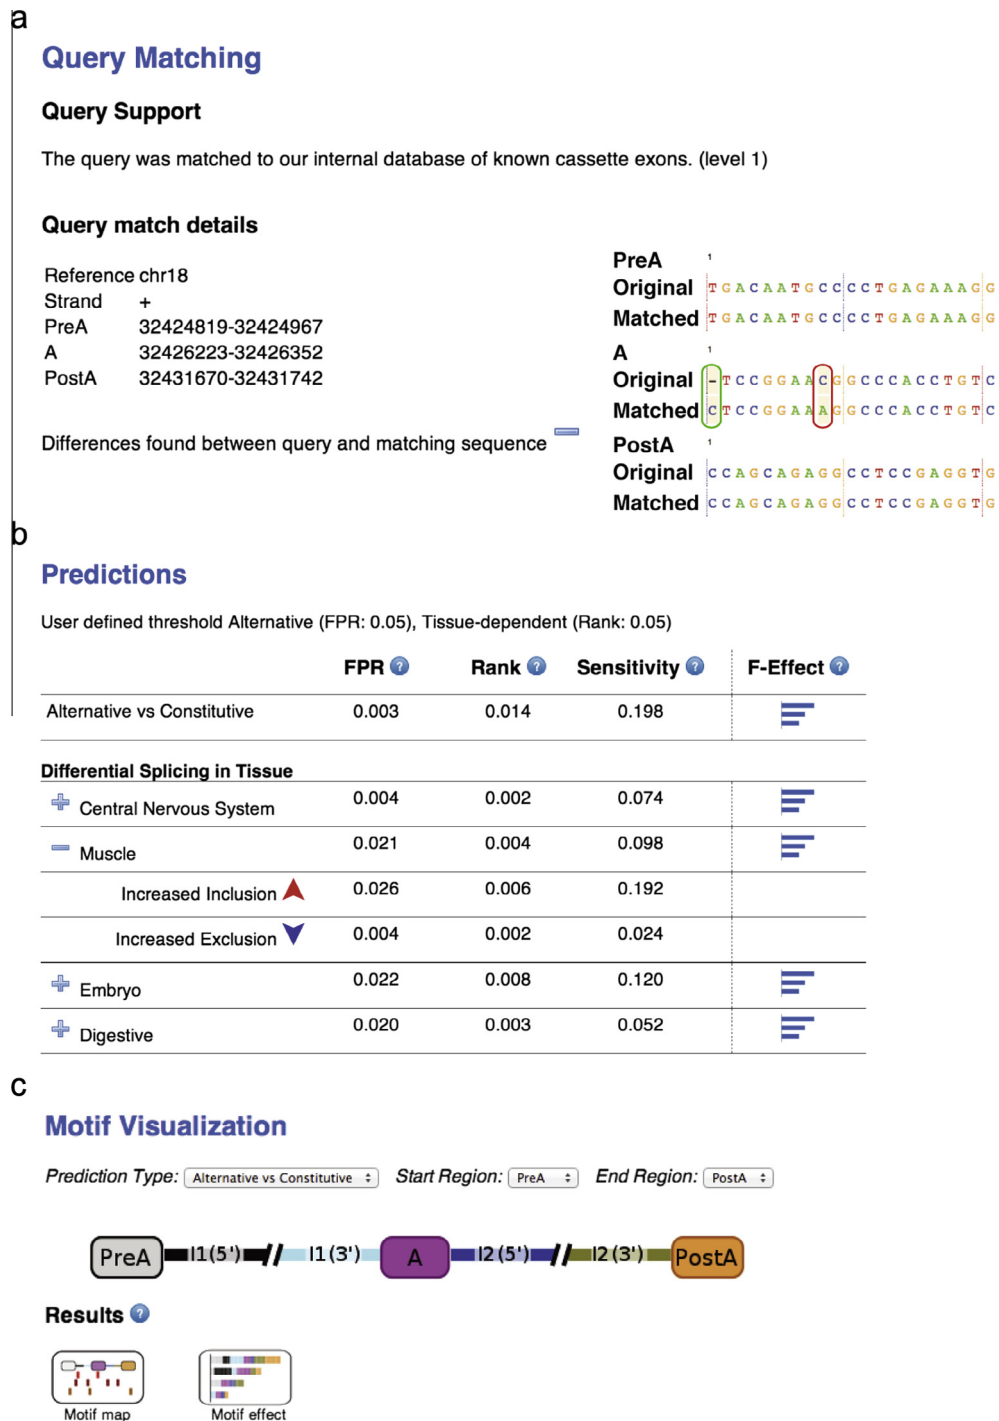 a
Query Matching
Query Support
The query was matched to our internal database of known cassette exons. (level 1)
Query match details
Reference chr18
Strand +
PreA 32424819-32424967
A 32426223-32426352
PostA 32431670-32431742
Differences found between query and matching sequence
PreA 1
Original TGACAATGCCCCTGAGAAAGG
Matched TGACAATGCCCCTGAGAAAGG
A 1
Original -TCCGGAACGGCCCACCTGTC
Matched CTCCGGAAAGGCCCACCTGTC
PostA 1
Original CCAGCAGAGGCCTCCGAGGTG
Matched CCAGCAGAGGCCTCCGAGGTG
b
Predictions
User defined threshold Alternative (FPR: 0.05), Tissue-dependent (Rank: 0.05)
FPR ? Rank ? Sensitivity ? F-Effect ?
Alternative vs Constitutive 0.003 0.014 0.198
Differential Splicing in Tissue
Central Nervous System 0.004 0.002 0.074
Muscle 0.021 0.004 0.098
Increased Inclusion 0.026 0.006 0.192
Increased Exclusion 0.004 0.002 0.024
Embryo 0.022 0.008 0.120
Digestive 0.020 0.003 0.052
c
Motif Visualization
Prediction Type: Alternative vs Constitutive Start Region: PreA End Region: PostA
PreA I1(5') I1(3') A I2(5') I2(3') PostA
Results ?
Motif map Motif effect